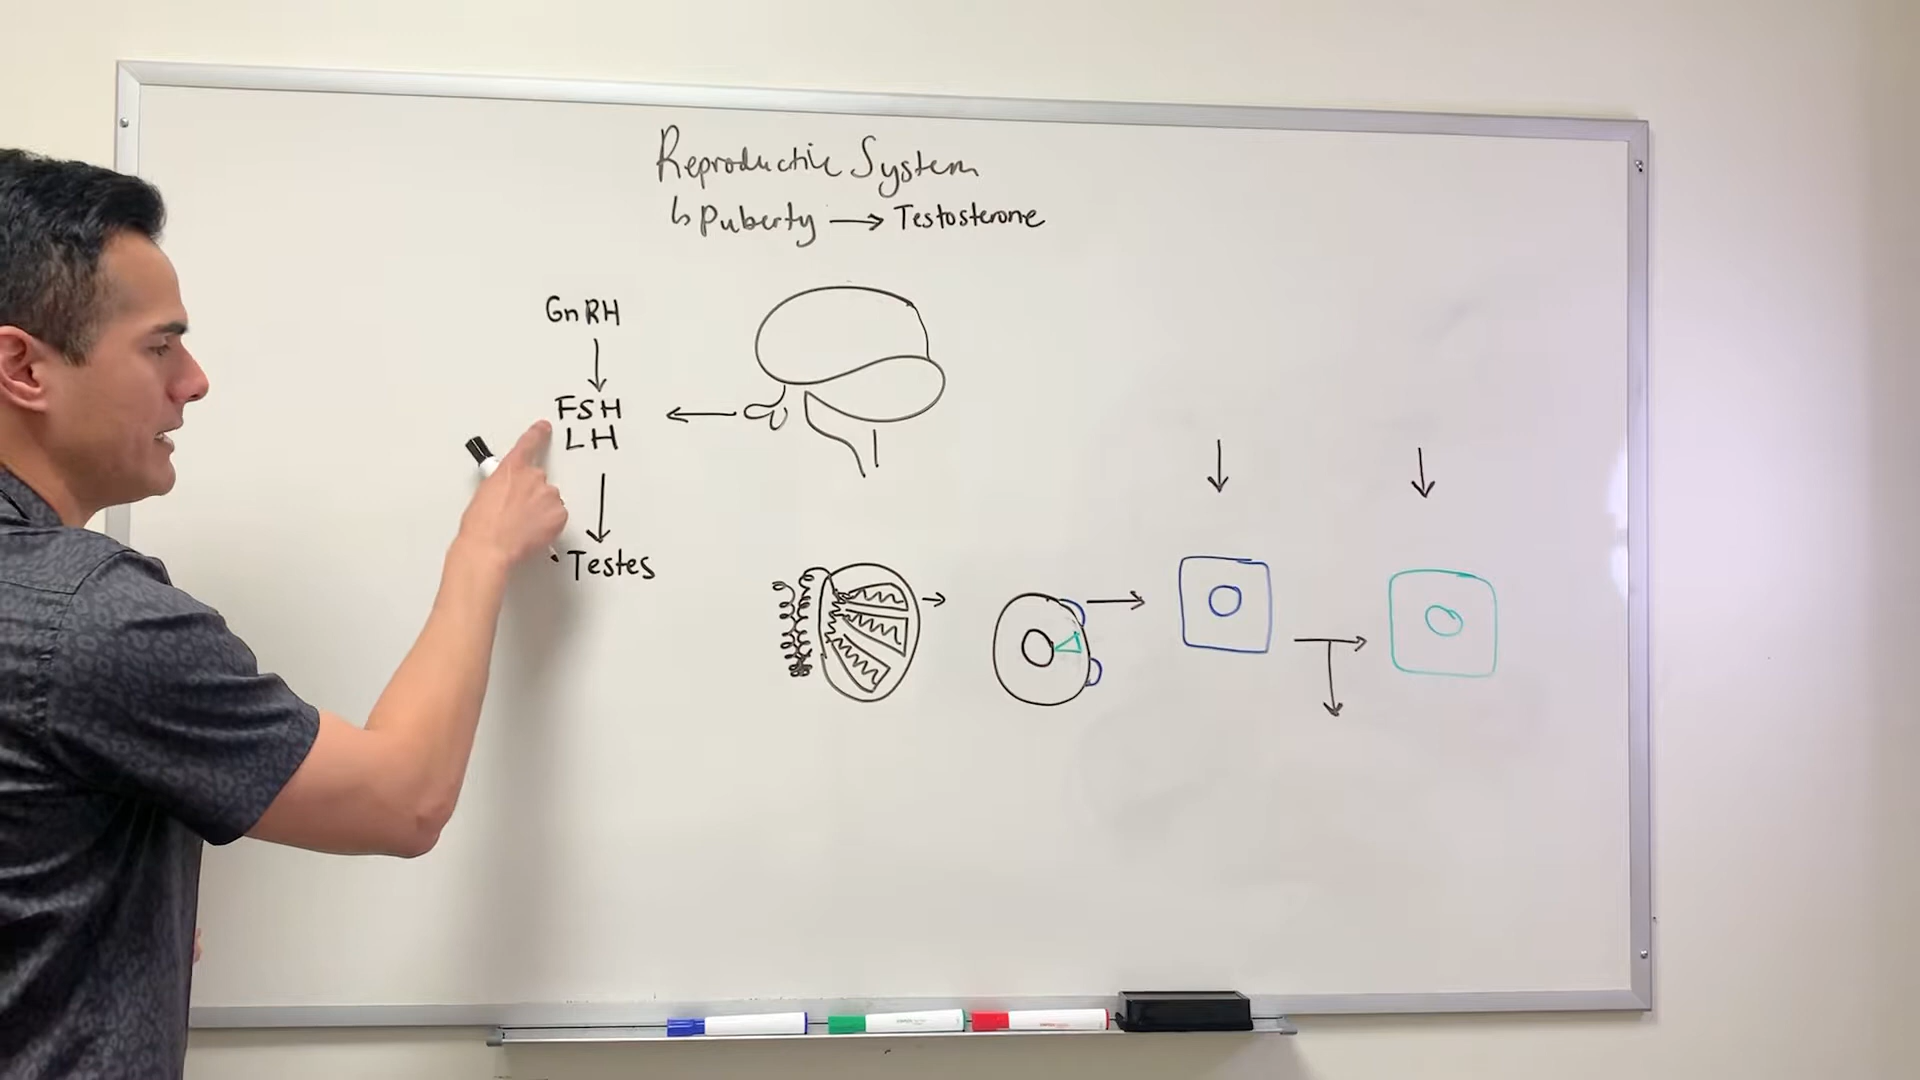 Reproductive System
↳ Puberty → Testosterone
GnRH
FSH
LH
Testes